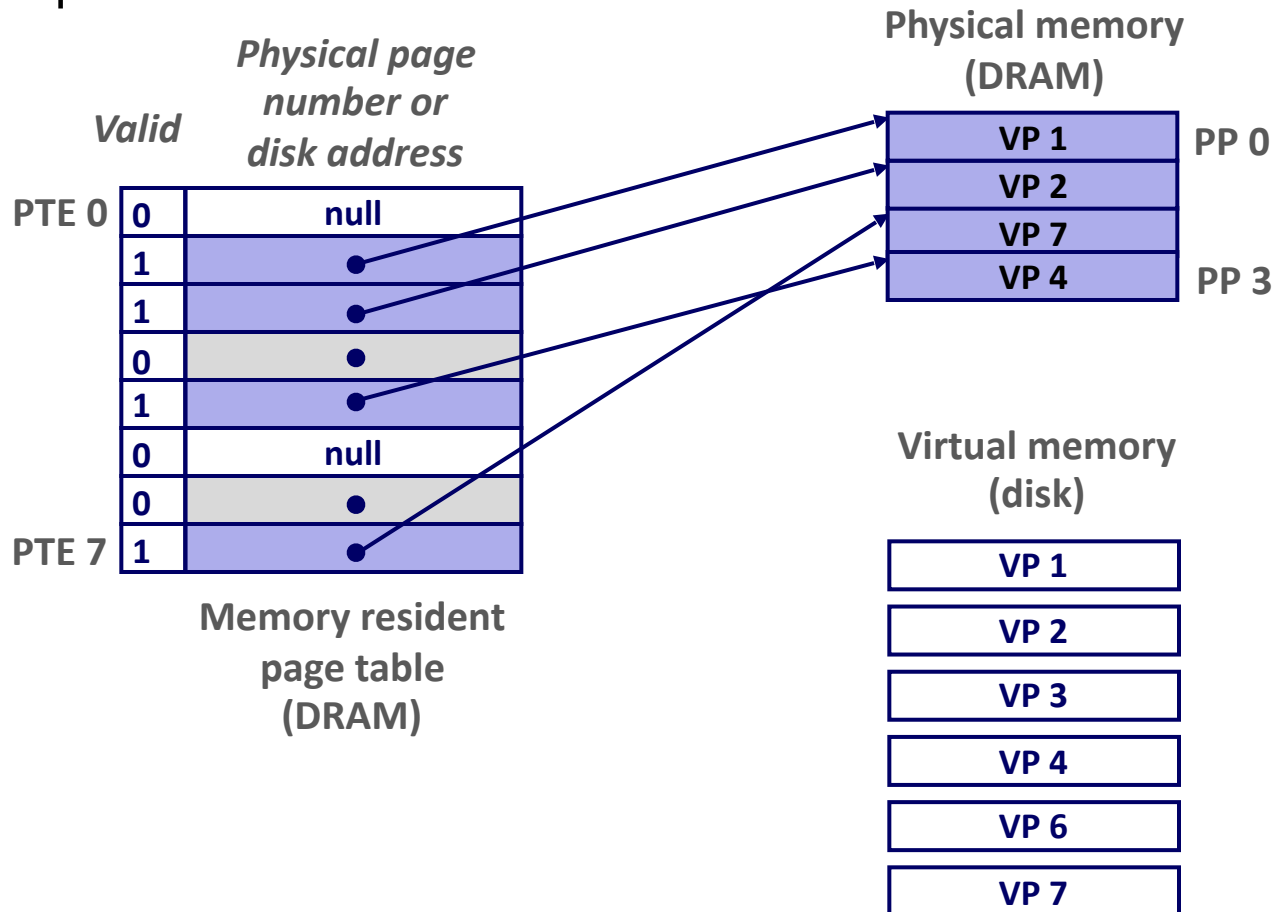 Physical page
number or
disk address
Valid
PTE 0
0
null
1
1
0
1
0
null
0
PTE 7
1
Memory resident
page table
(DRAM)
Physical memory
(DRAM)
VP 1
PP 0
VP 2
VP 7
VP 4
PP 3
Virtual memory
(disk)
VP 1
VP 2
VP 3
VP 4
VP 6
VP 7